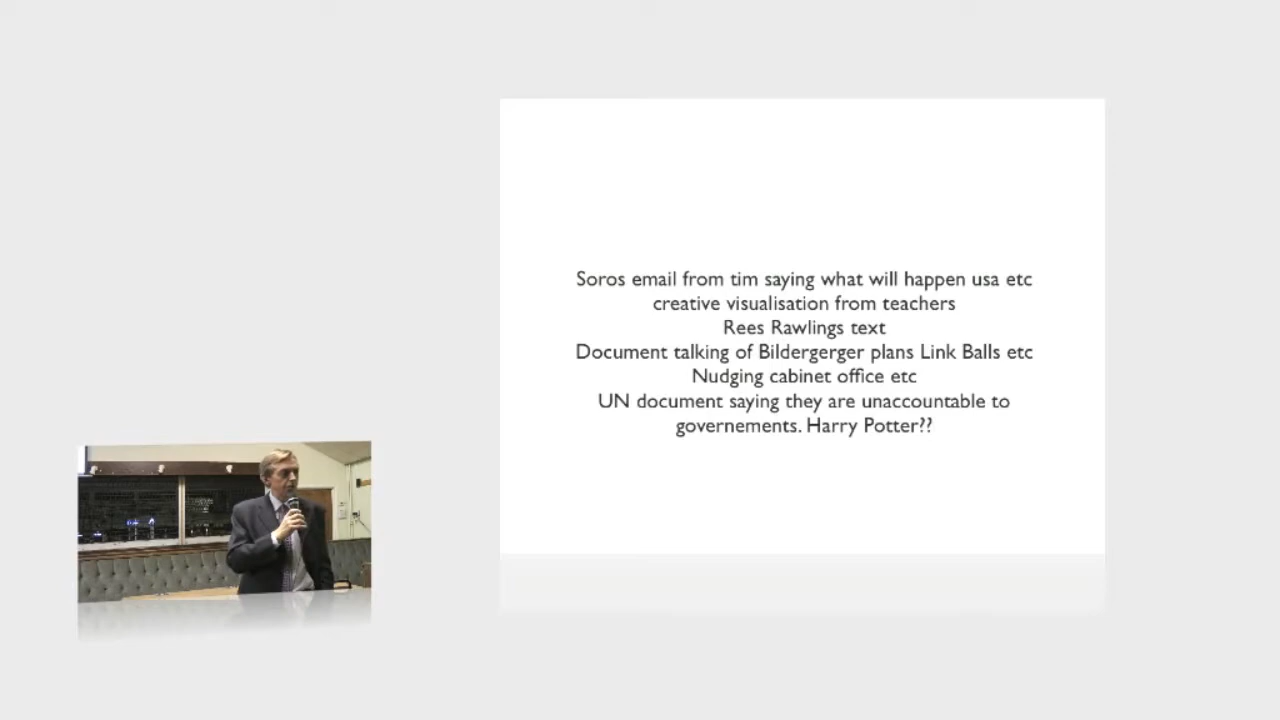 Soros email from tim saying what will happen usa etc
creative visualisation from teachers
Rees Rawlings text
Document talking of Bildergerger plans Link Balls etc
Nudging cabinet office etc
UN document saying they are unaccountable to
governements. Harry Potter??